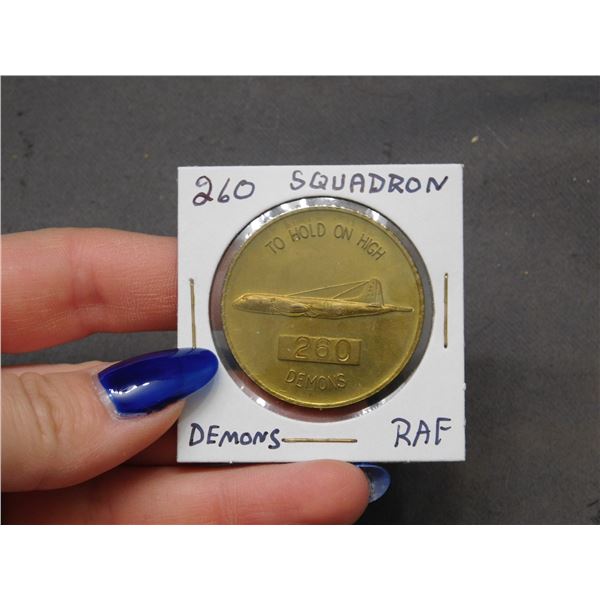 260 SQUADRON
TO HOLD ON HIGH
260
DEMONS
DEMONS RAF